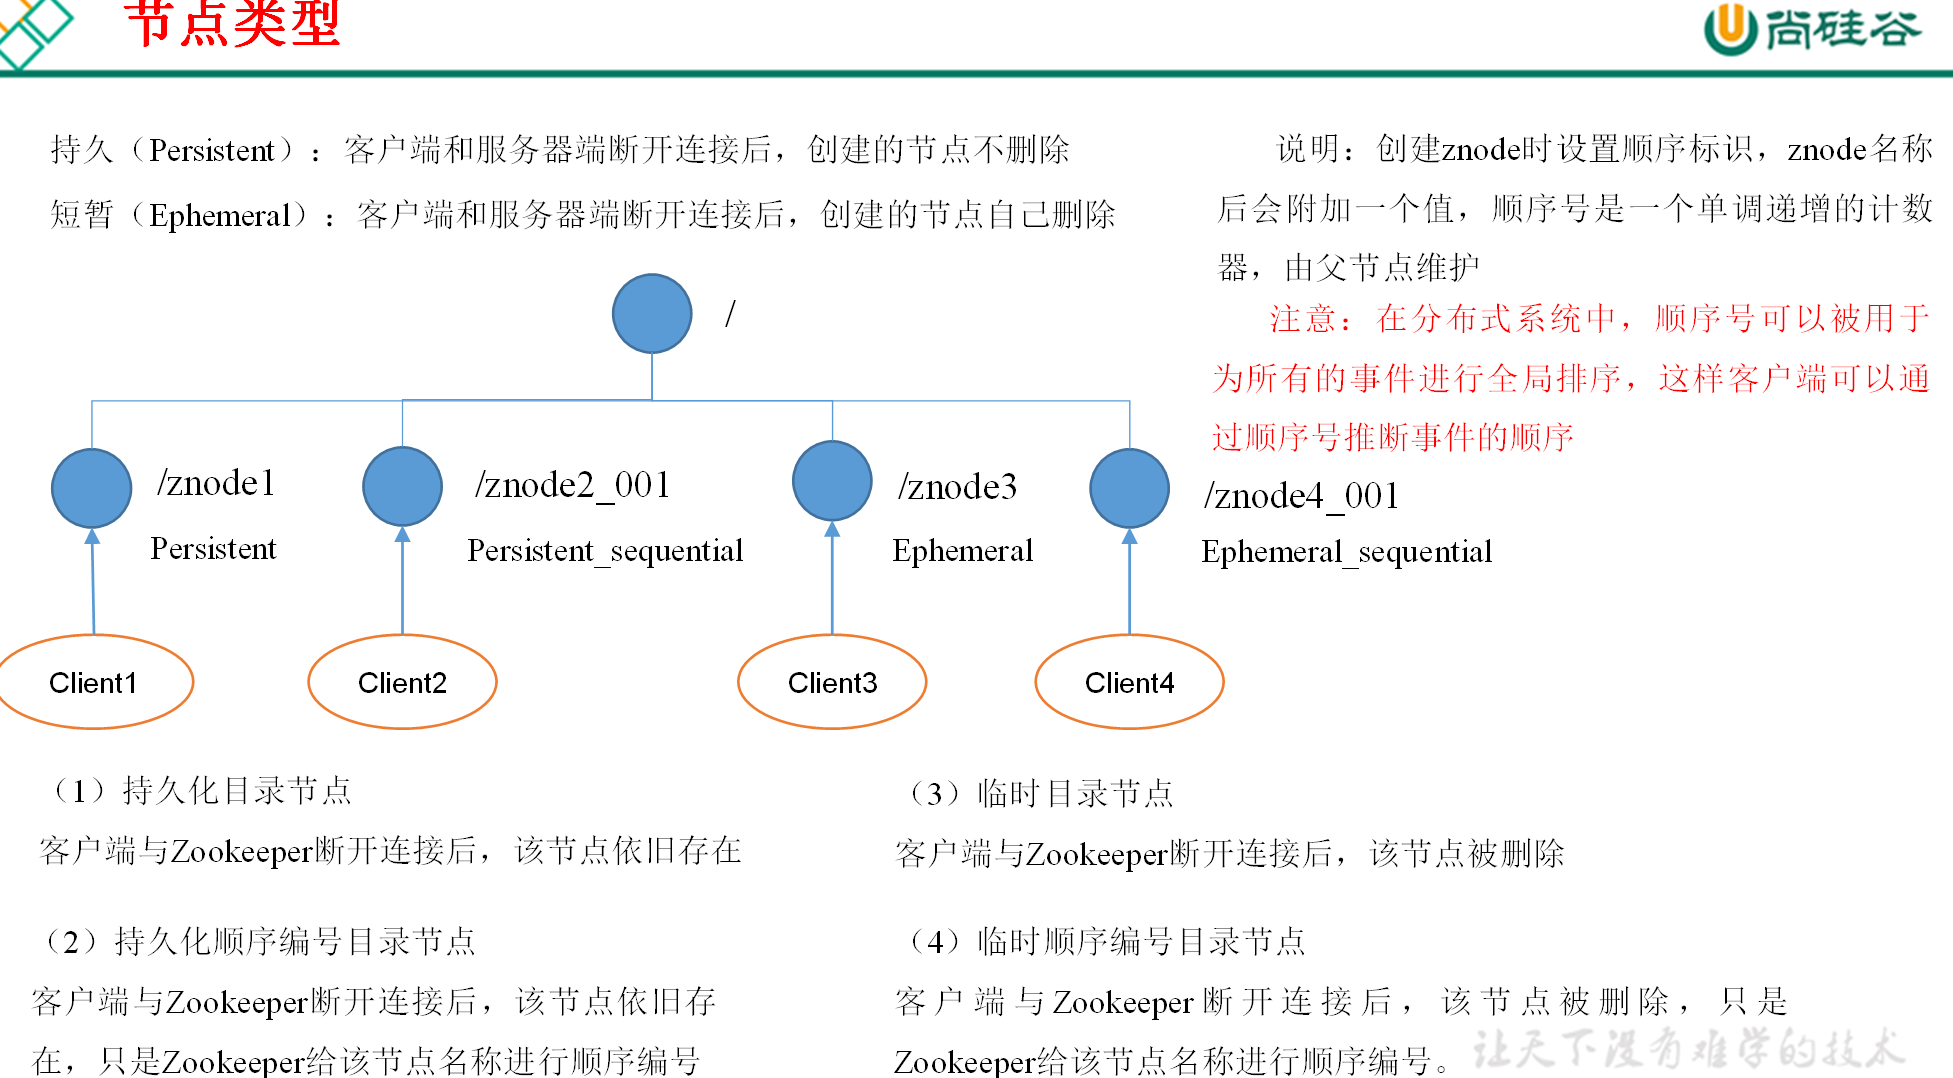 节点类型
尚硅谷
持久（Persistent）：客户端和服务器端断开连接后，创建的节点不删除
短暂（Ephemeral）：客户端和服务器端断开连接后，创建的节点自己删除
说明：创建znode时设置顺序标识，znode名称
后会附加一个值，顺序号是一个单调递增的计数
器，由父节点维护
注意：在分布式系统中，顺序号可以被用于
为所有的事件进行全局排序，这样客户端可以通
过顺序号推断事件的顺序
/
/znode1
Persistent
/znode2_001
Persistent_sequential
/znode3
Ephemeral
/znode4_001
Ephemeral_sequential
Client1
Client2
Client3
Client4
（1）持久化目录节点
客户端与Zookeeper断开连接后，该节点依旧存在
（2）持久化顺序编号目录节点
客户端与Zookeeper断开连接后，该节点依旧存
在，只是Zookeeper给该节点名称进行顺序编号
（3）临时目录节点
客户端与Zookeeper断开连接后，该节点被删除
（4）临时顺序编号目录节点
客户端与Zookeeper断开连接后，该节点被删除，只是
Zookeeper给该节点名称进行顺序编号。
让天下没有难学的技术